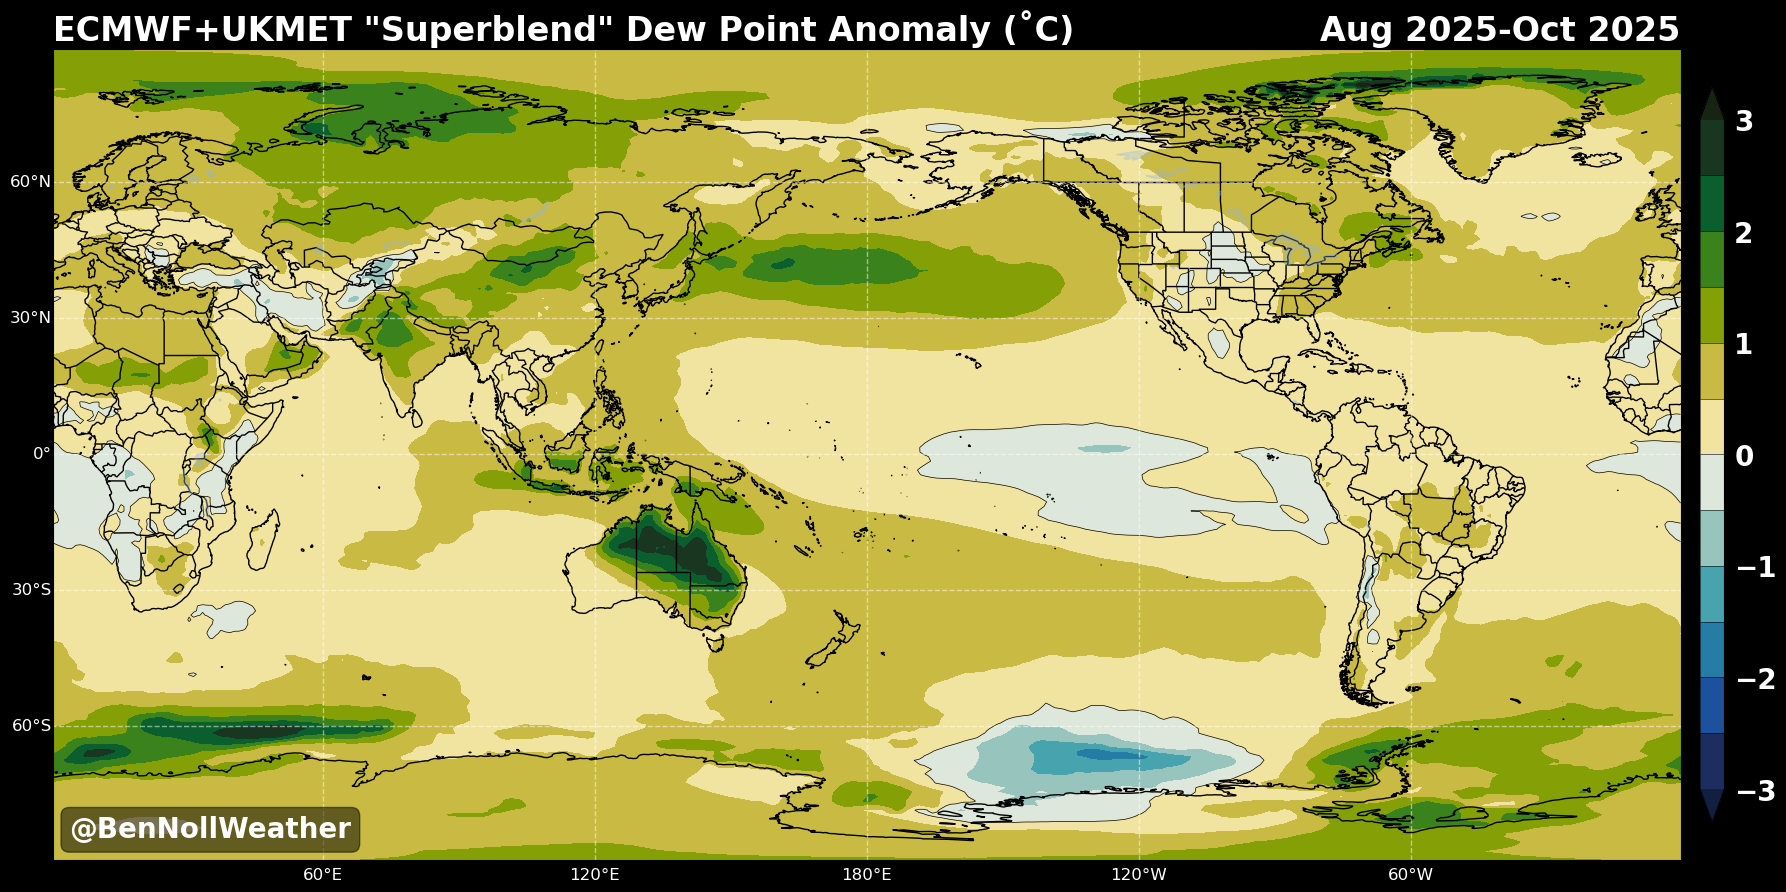 ECMWF+UKMET "Superblend" Dew Point Anomaly (˚C)
Aug 2025-Oct 2025
60°N
30°N
0°
30°S
60°S
60°E
120°E
180°E
120°W
60°W
3
2
1
0
−1
−2
−3
@BenNollWeather